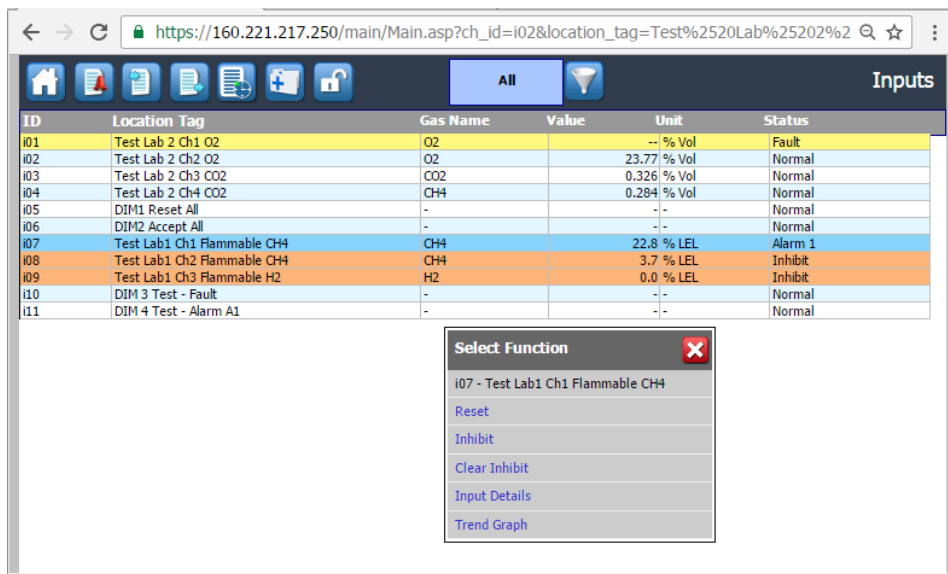 https://160.221.217.250/main/Main.asp?ch_id=i02&location_tag=Test%2520Lab%25202%2
All
Inputs
ID Location Tag Gas Name Value Unit Status
i01 Test Lab 2 Ch1 O2 O2 -- % Vol Fault
i02 Test Lab 2 Ch2 O2 O2 23.77 % Vol Normal
i03 Test Lab 2 Ch3 CO2 CO2 0.326 % Vol Normal
i04 Test Lab 2 Ch4 CO2 CH4 0.284 % Vol Normal
i05 DIM1 Reset All - - - Normal
i06 DIM2 Accept All - - - Normal
i07 Test Lab1 Ch1 Flammable CH4 CH4 22.8 % LEL Alarm 1
i08 Test Lab1 Ch2 Flammable CH4 CH4 3.7 % LEL Inhibit
i09 Test Lab1 Ch3 Flammable H2 H2 0.0 % LEL Inhibit
i10 DIM 3 Test - Fault - - - Normal
i11 DIM 4 Test - Alarm A1 - - - Normal
Select Function
i07 - Test Lab1 Ch1 Flammable CH4
Reset
Inhibit
Clear Inhibit
Input Details
Trend Graph